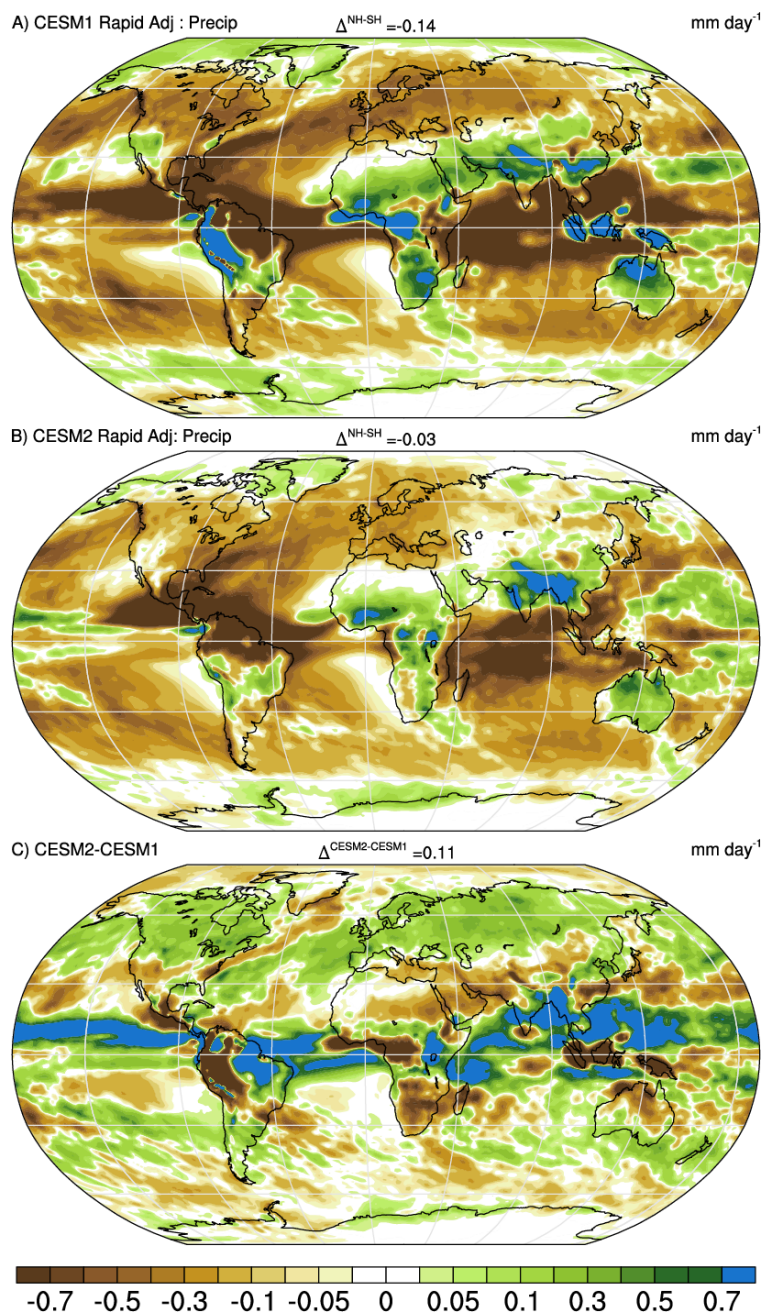 A) CESM1 Rapid Adj : Precip Δᴺᴴ⁻ˢᴴ =-0.14 mm day⁻¹
B) CESM2 Rapid Adj: Precip Δᴺᴴ⁻ˢᴴ =-0.03 mm day⁻¹
C) CESM2-CESM1 Δ^CESM2-CESM1 =0.11 mm day⁻¹
-0.7 -0.5 -0.3 -0.1 -0.05 0 0.05 0.1 0.3 0.5 0.7